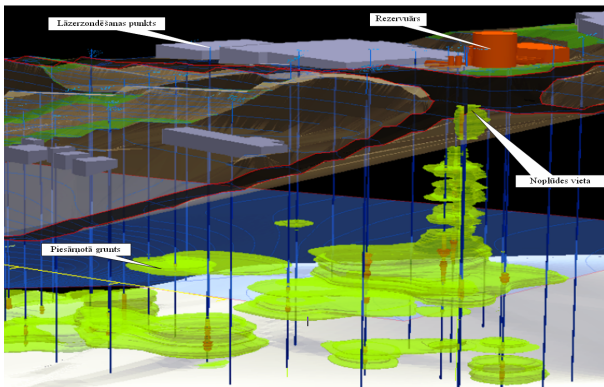 Lāzerzondēšanas punkts
Rezervuārs
Noplūdes vieta
Piesārņotā grunts